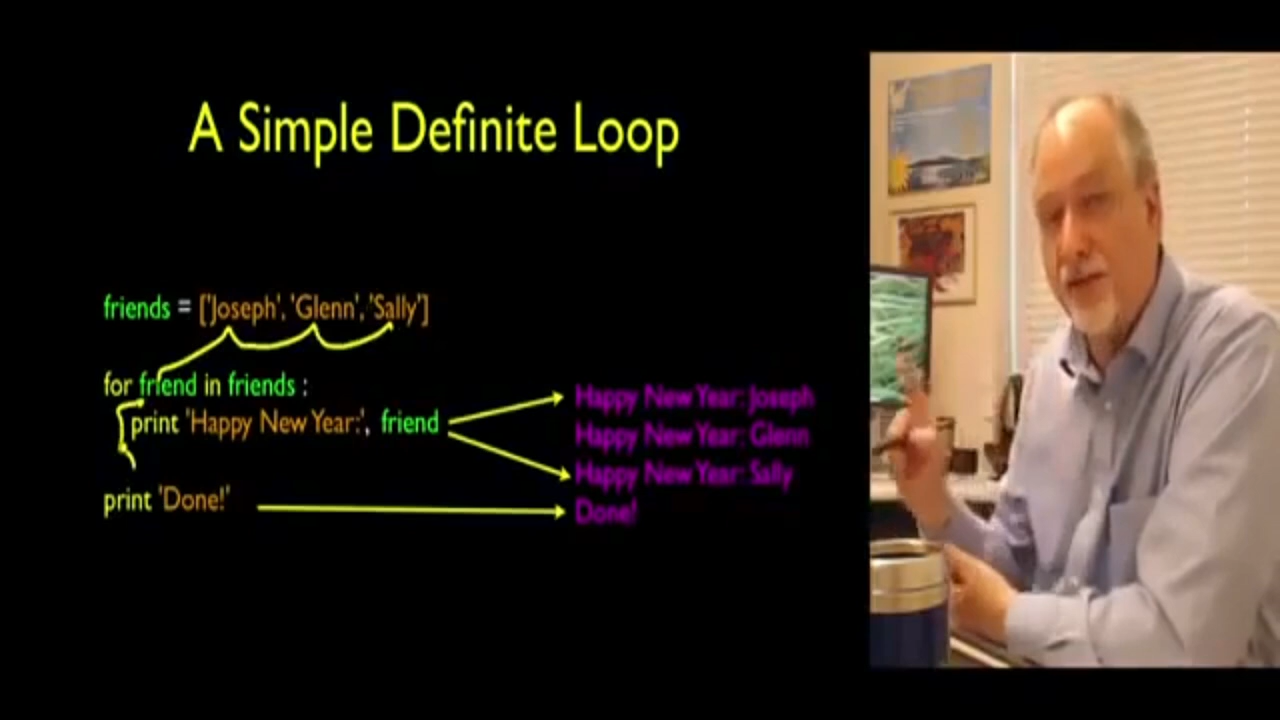 A Simple Definite Loop
friends = ['Joseph', 'Glenn', 'Sally']
for friend in friends :
print 'Happy New Year:', friend
print 'Done!'
Happy New Year: Joseph
Happy New Year: Glenn
Happy New Year: Sally
Done!